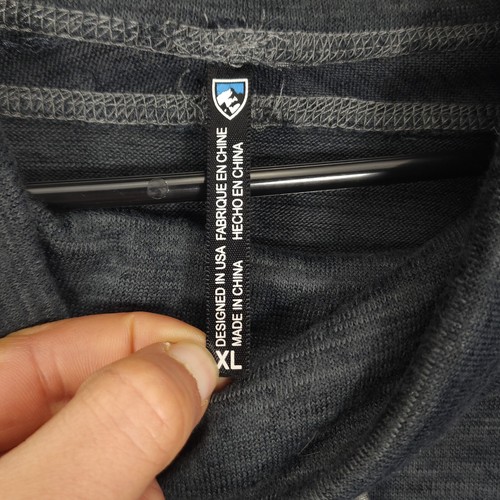 XL
DESIGNED IN USA FABRIQUE EN CHINE
MADE IN CHINA HECHO EN CHINA